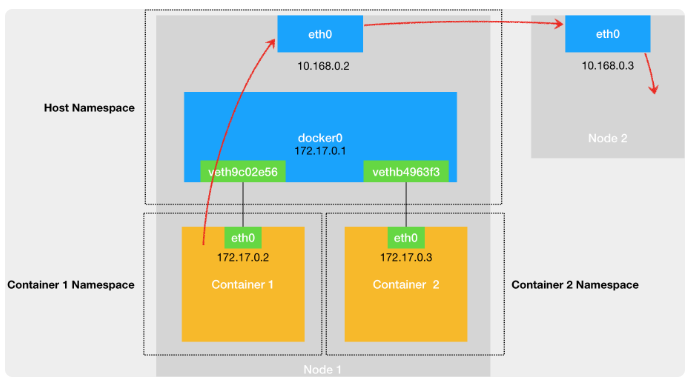 eth0
eth0
10.168.0.2
10.168.0.3
Host Namespace
docker0
172.17.0.1
Node 2
veth9c02e56
vethb4963f3
eth0
eth0
172.17.0.2
172.17.0.3
Container 1 Namespace
Container 1
Container 2
Container 2 Namespace
Node 1